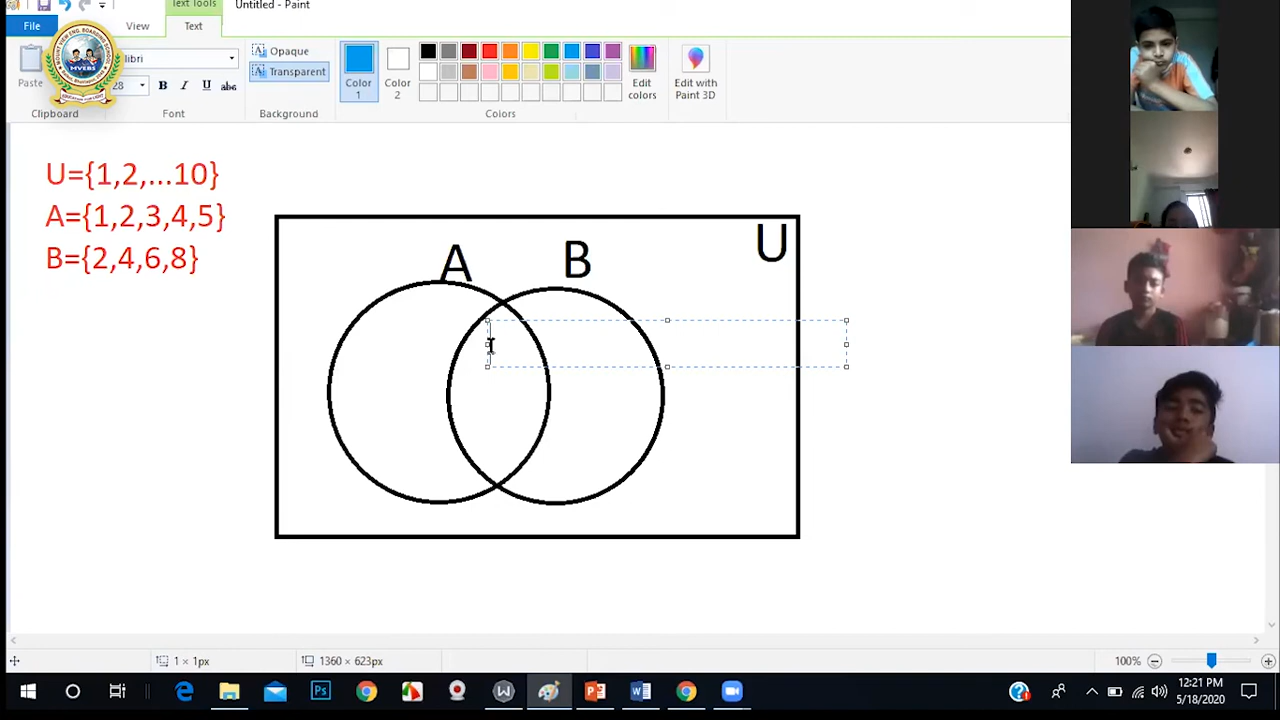 Text Tools
Untitled - Paint
File
View
Text
Paste
28
Opaque
Transparent
Color 1
Color 2
Edit colors
Edit with Paint 3D
Clipboard
Font
Background
Colors
MVEBS
U={1,2,...10}
A={1,2,3,4,5}
B={2,4,6,8}
A
B
U
1 × 1px
1360 × 623px
100%
12:21 PM
5/18/2020